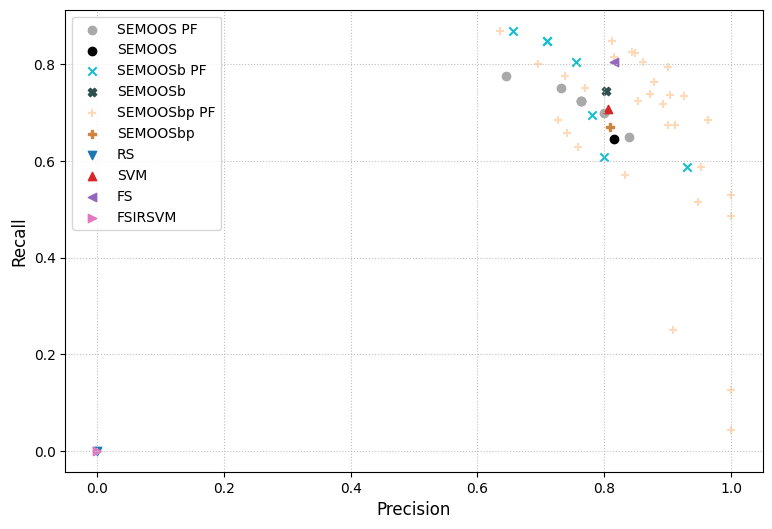 SEMOOS PF
SEMOOS
SEMOOSb PF
SEMOOSb
SEMOOSbp PF
SEMOOSbp
RS
SVM
FS
FSIRSVM
0.8
0.6
0.4
0.2
0.0
Recall
0.0 0.2 0.4 0.6 0.8 1.0
Precision